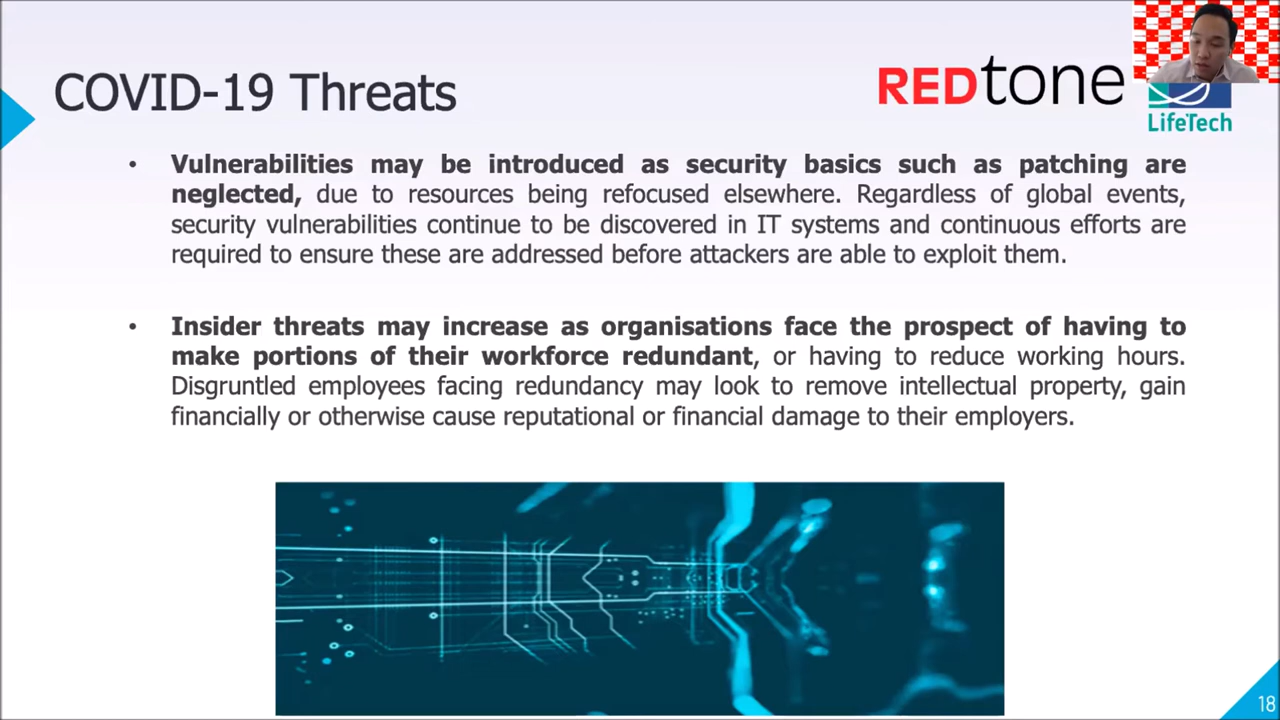 COVID-19 Threats
REDtone
LifeTech
• Vulnerabilities may be introduced as security basics such as patching are
neglected, due to resources being refocused elsewhere. Regardless of global events,
security vulnerabilities continue to be discovered in IT systems and continuous efforts are
required to ensure these are addressed before attackers are able to exploit them.
• Insider threats may increase as organisations face the prospect of having to
make portions of their workforce redundant, or having to reduce working hours.
Disgruntled employees facing redundancy may look to remove intellectual property, gain
financially or otherwise cause reputational or financial damage to their employers.
18